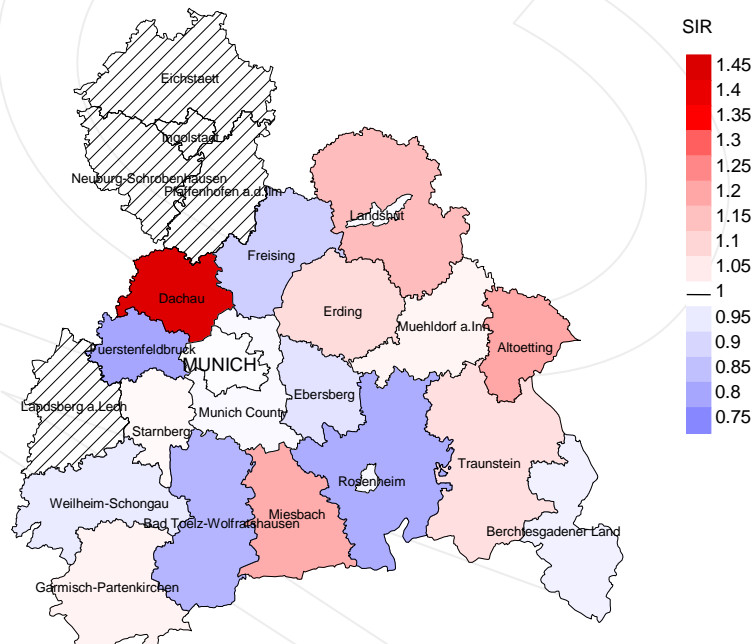 SIR
1.45
1.4
1.35
1.3
1.25
1.2
1.15
1.1
1.05
1
0.95
0.9
0.85
0.8
0.75
Eichstaett
Ingolstadt
Neuburg-Schrobenhausen
Pfaffenhofen a.d.Ilm
Landshut
Freising
Dachau
Erding
Muehldorf a.Inn
Altoetting
Fuerstenfeldbruck
MUNICH
Ebersberg
Landsberg a.Lech
Munich County
Starnberg
Traunstein
Rosenheim
Weilheim-Schongau
Miesbach
Bad Toelz-Wolfratshausen
Berchtesgadener Land
Garmisch-Partenkirchen